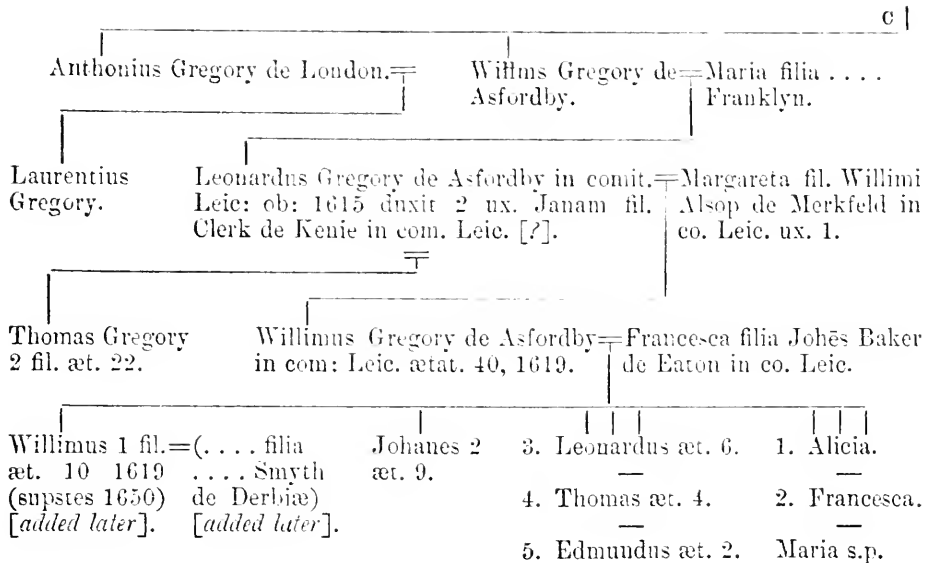 c
Anthonius Gregory de London.
Willms Gregory de
Asfordby.
Maria filia . . . .
Franklyn.
Laurentius
Gregory.
Leonardus Gregory de Asfordby in comit.
Leic: ob: 1615 duxit 2 ux. Janam fil.
Clerk de Kenie in com. Leic. [?].
Margareta fil. Willimi
Alsop de Merkfeld in
co. Leic. ux. 1.
Thomas Gregory
2 fil. æt. 22.
Willimus Gregory de Asfordby
in com: Leic. ætat. 40, 1619.
Francesca filia Johēs Baker
de Eaton in co. Leic.
Willimus 1 fil.
æt. 10 1619
(supstes 1650)
[added later].
(. . . . filia
. . . . Smyth
de Derbiæ)
[added later].
Johanes 2
æt. 9.
3. Leonardus æt. 6.
4. Thomas æt. 4.
5. Edmundus æt. 2.
1. Alicia.
2. Francesca.
Maria s.p.